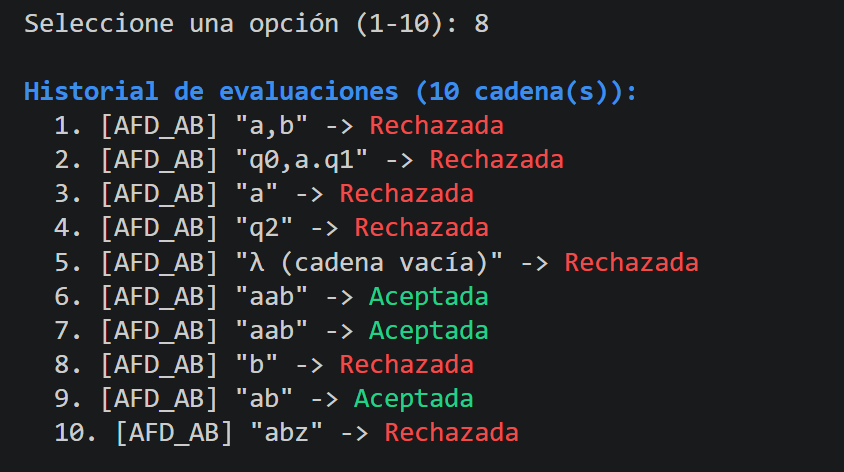 Seleccione una opción (1-10): 8
Historial de evaluaciones (10 cadena(s)):
1. [AFD_AB] "a,b" -> Rechazada
2. [AFD_AB] "q0,a.q1" -> Rechazada
3. [AFD_AB] "a" -> Rechazada
4. [AFD_AB] "q2" -> Rechazada
5. [AFD_AB] "λ (cadena vacía)" -> Rechazada
6. [AFD_AB] "aab" -> Aceptada
7. [AFD_AB] "aab" -> Aceptada
8. [AFD_AB] "b" -> Rechazada
9. [AFD_AB] "ab" -> Aceptada
10. [AFD_AB] "abz" -> Rechazada